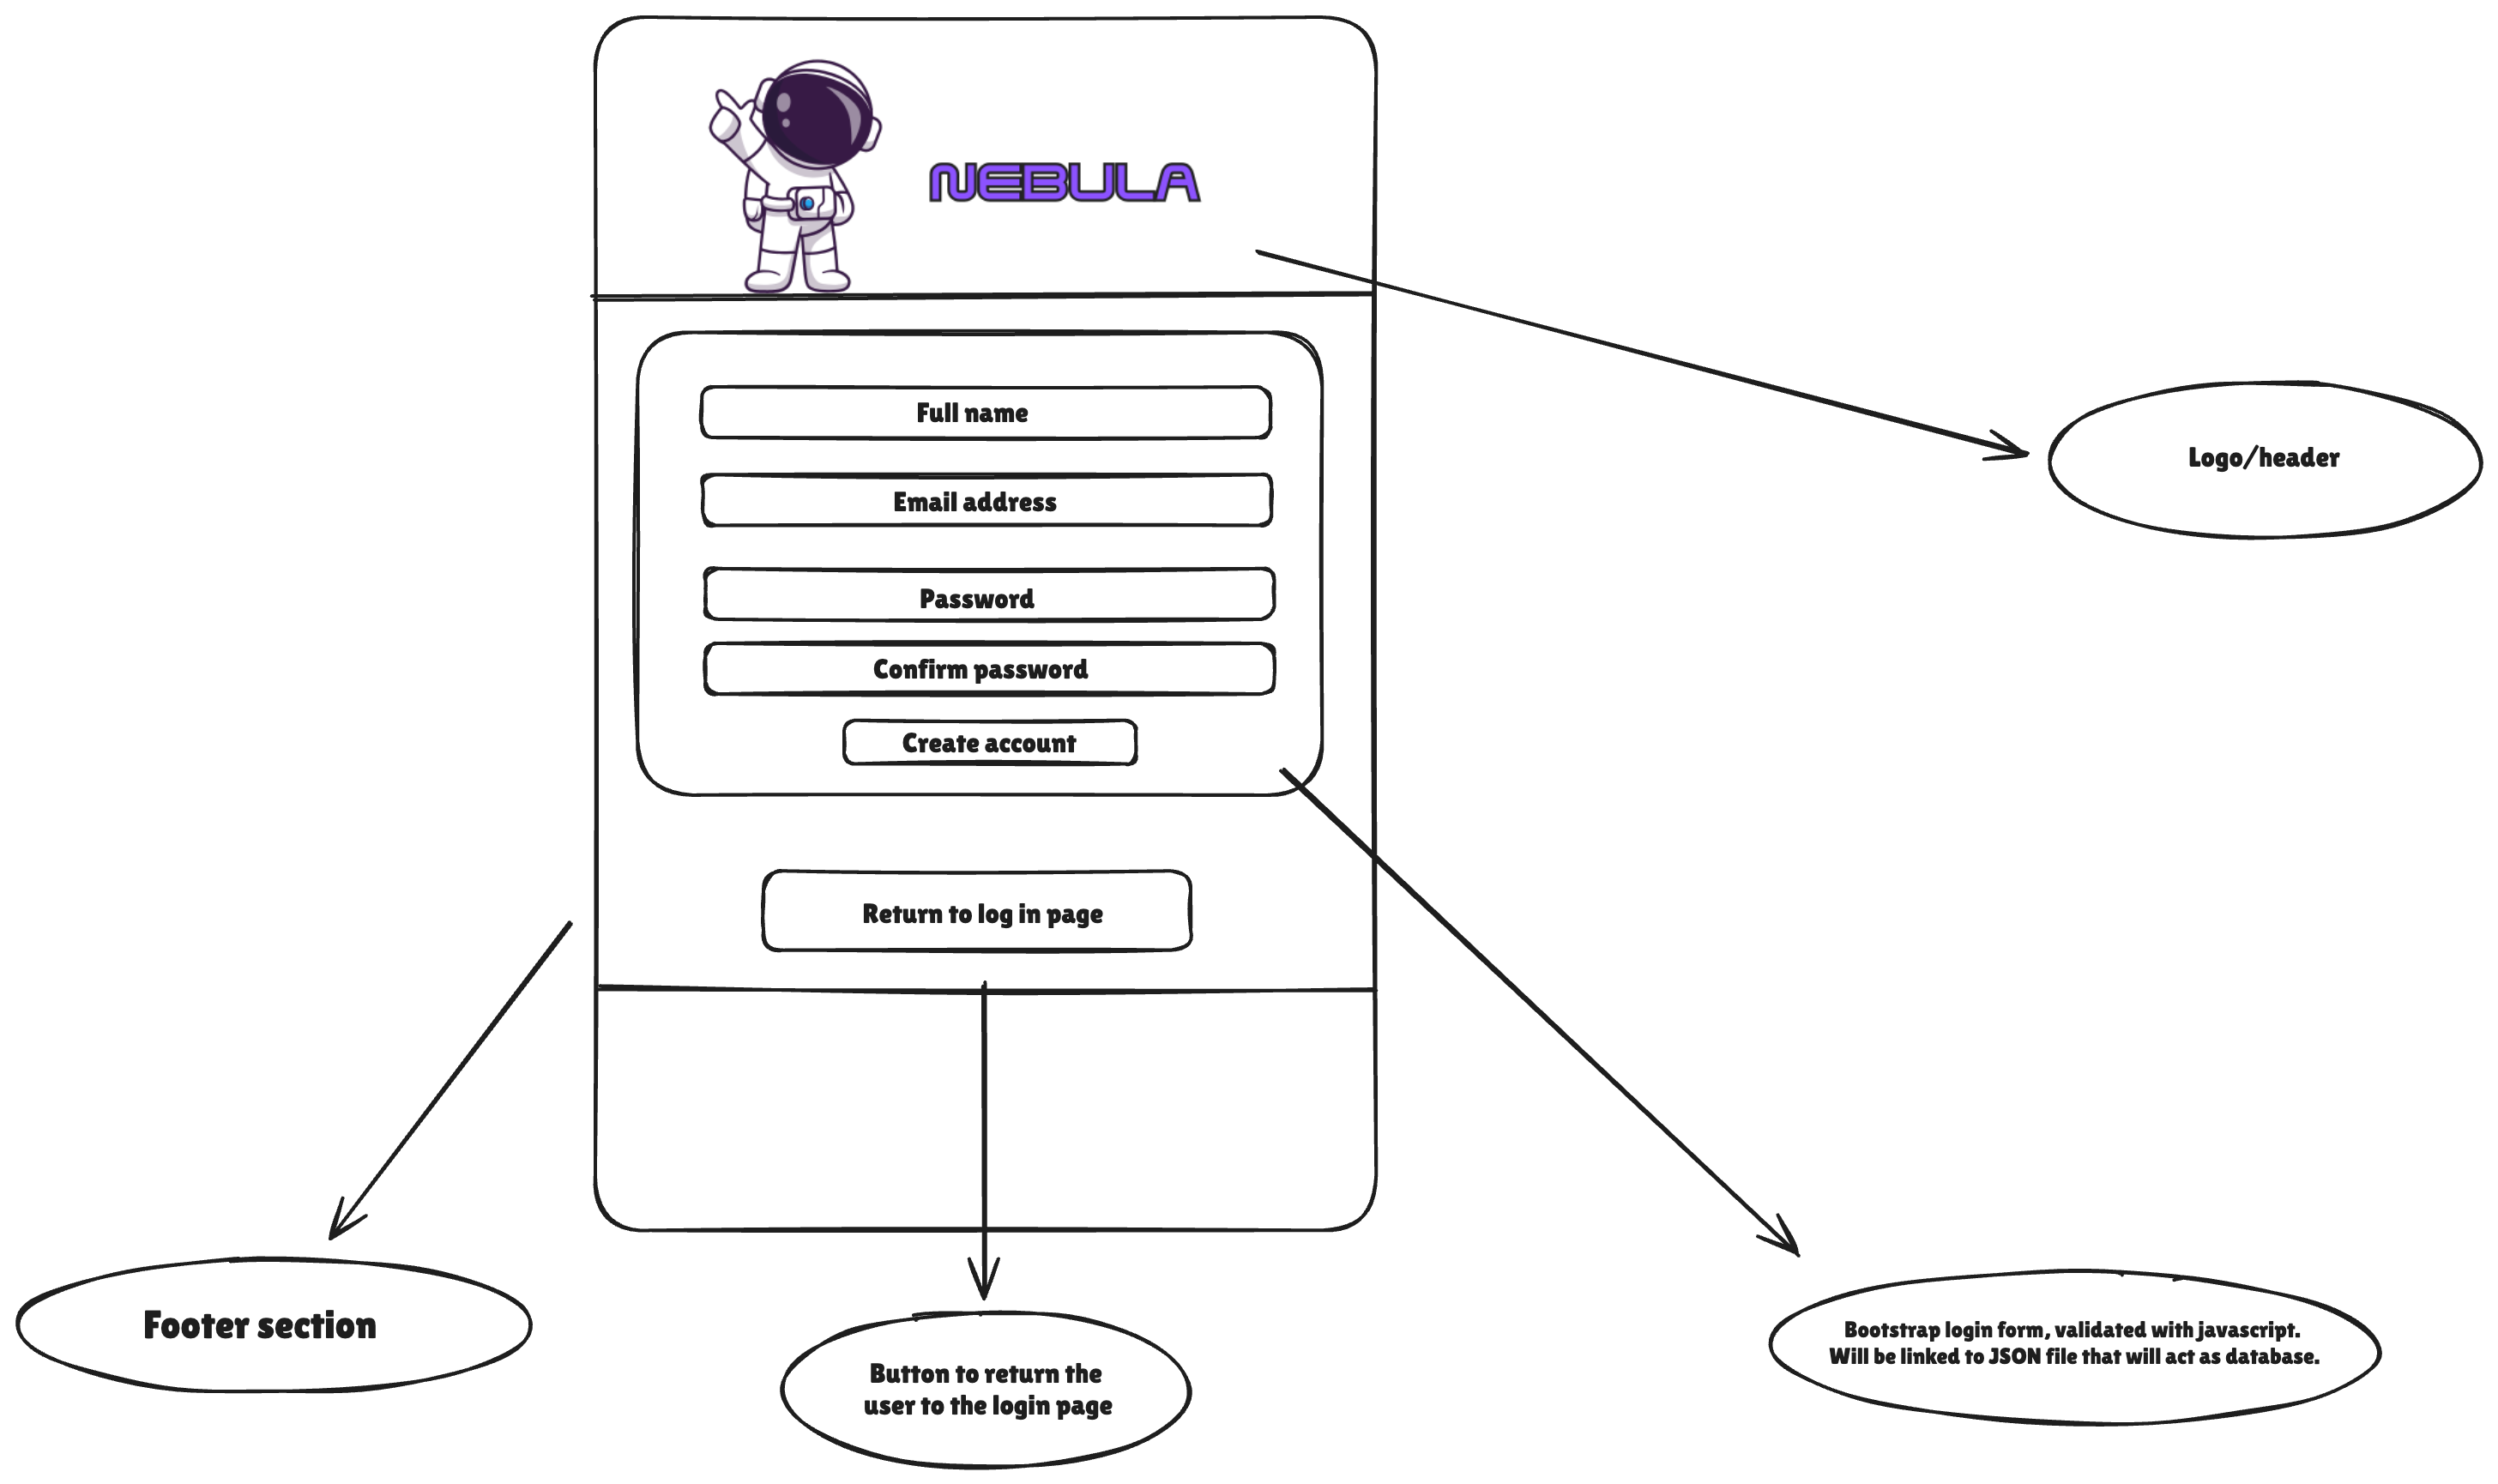 NEBULA
Full name
Email address
Password
Confirm password
Create account
Return to log in page
Logo/header
Footer section
Button to return the
user to the login page
Bootstrap login form, validated with javascript.
Will be linked to JSON file that will act as database.